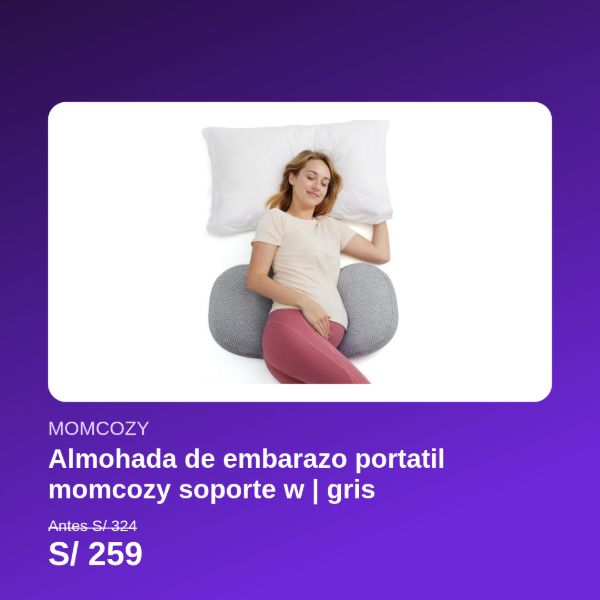 MOMCOZY
Almohada de embarazo portatil
momcozy soporte w | gris
Antes S/ 324
S/ 259